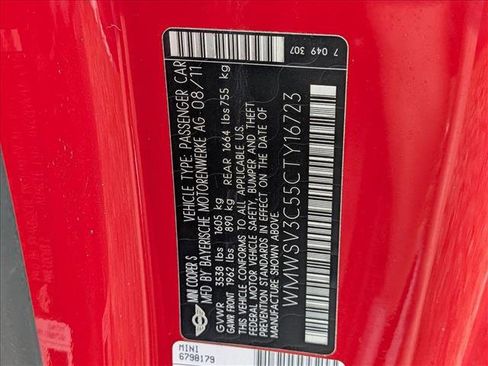 MINI COOPER S
VEHICLE TYPE: PASSENGER CAR
MFD BY BAYERISCHE MOTORENWERKE AG 08/11
GVWR 3538 lbs 1605 kg
GAWR FRONT 1962 lbs 890 kg REAR 1664 lbs 755 kg
THIS VEHICLE CONFORMS TO ALL APPLICABLE U.S.
FEDERAL MOTOR VEHICLE SAFETY, BUMPER AND THEFT
PREVENTION STANDARDS IN EFFECT ON THE DATE OF
MANUFACTURE SHOWN ABOVE.
WMWSV3C55CTY16723
7 049 307
MINI
6798179